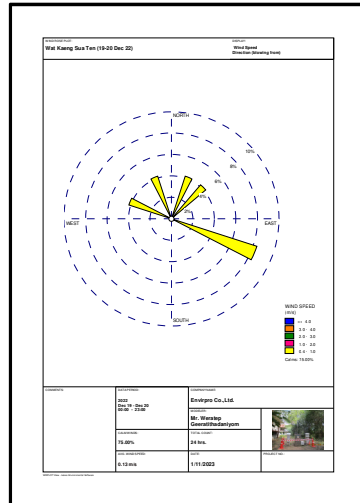 WIND ROSE PLOT:
Wat Kaeng Sua Ten (19-20 Dec 22)
DISPLAY:
Wind Speed
Direction (blowing from)
NORTH
10%
8%
6%
4%
2%
WEST
EAST
SOUTH
WIND SPEED
(m/s)
>= 4.0
3.0 - 4.0
2.0 - 3.0
1.0 - 2.0
0.4 - 1.0
Calms: 75.00%
COMMENTS:
DATA PERIOD:
2022
Dec 19 - Dec 20
00:00 - 23:00
COMPANY NAME:
Envirpro Co.,Ltd.
MODELER:
Mr. Weratep
Geeratithadaniyom
CALM WINDS:
75.00%
TOTAL COUNT:
24 hrs.
AVG. WIND SPEED:
0.13 m/s
DATE:
1/11/2023
PROJECT NO.: